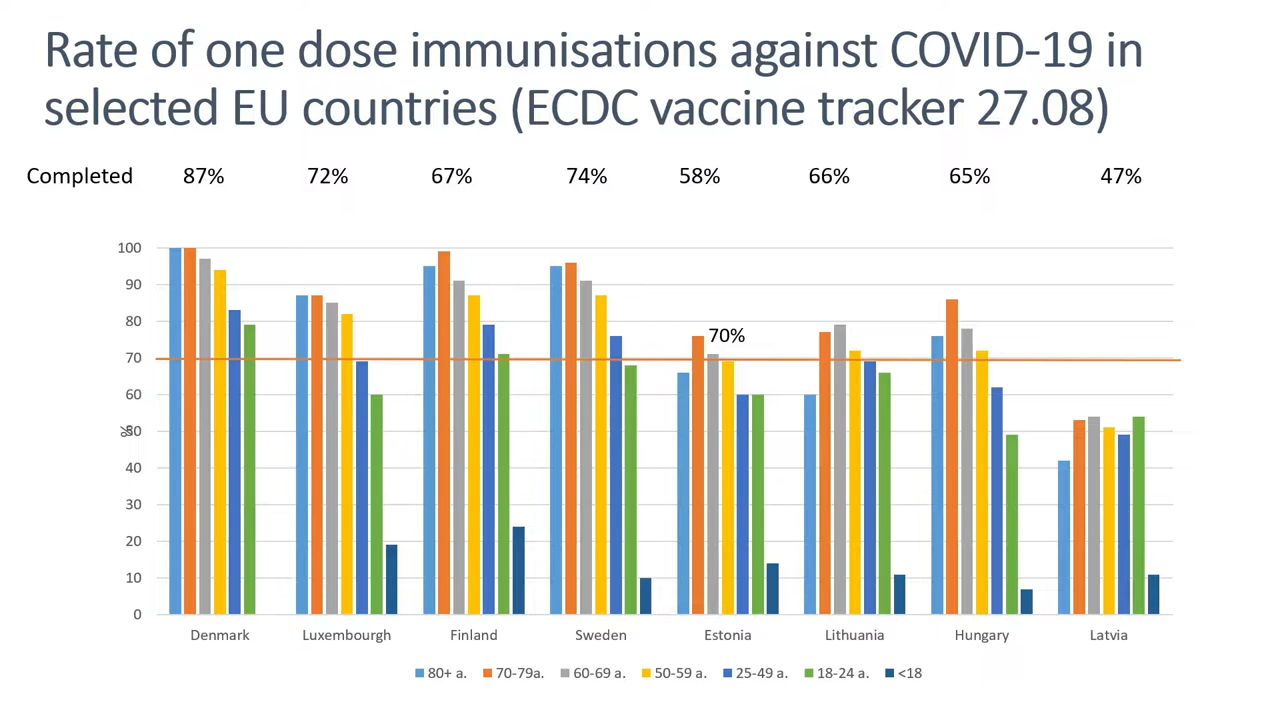 Rate of one dose immunisations against COVID-19 in
selected EU countries (ECDC vaccine tracker 27.08)
Completed 87% 72% 67% 74% 58% 66% 65% 47%
100
90
80
70%
70
60
50
%
40
30
20
10
0
Denmark Luxembourgh Finland Sweden Estonia Lithuania Hungary Latvia
80+ a. 70-79a. 60-69 a. 50-59 a. 25-49 a. 18-24 a. <18